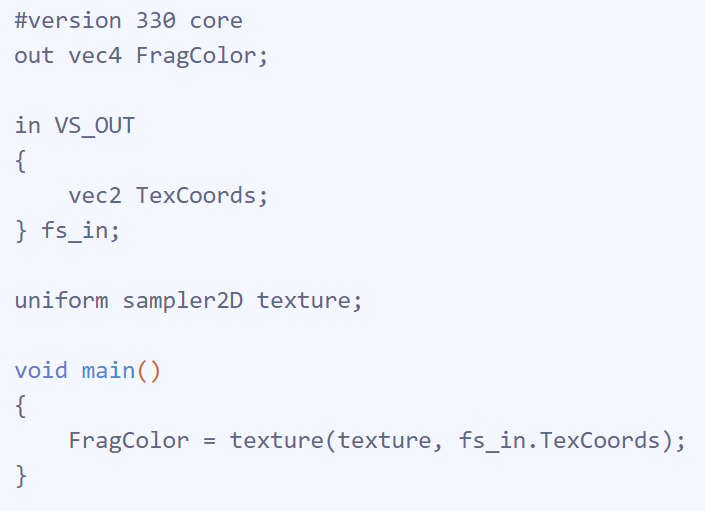 #version 330 core
out vec4 FragColor;
in VS_OUT
{
vec2 TexCoords;
} fs_in;
uniform sampler2D texture;
void main()
{
FragColor = texture(texture, fs_in.TexCoords);
}